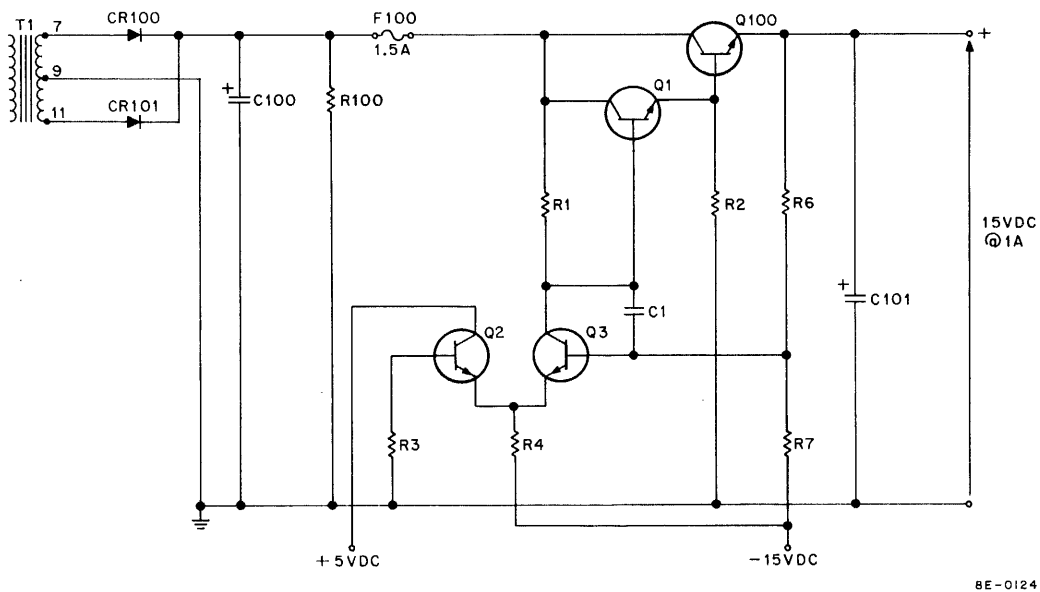 T1
7
CR100
F100
1.5A
Q100
+
9
+
C100
R100
Q1
11
CR101
R1
R2
R6
15VDC
@1A
+
C101
C1
Q2
Q3
R3
R4
R7
+5VDC
-15VDC
8E-0124